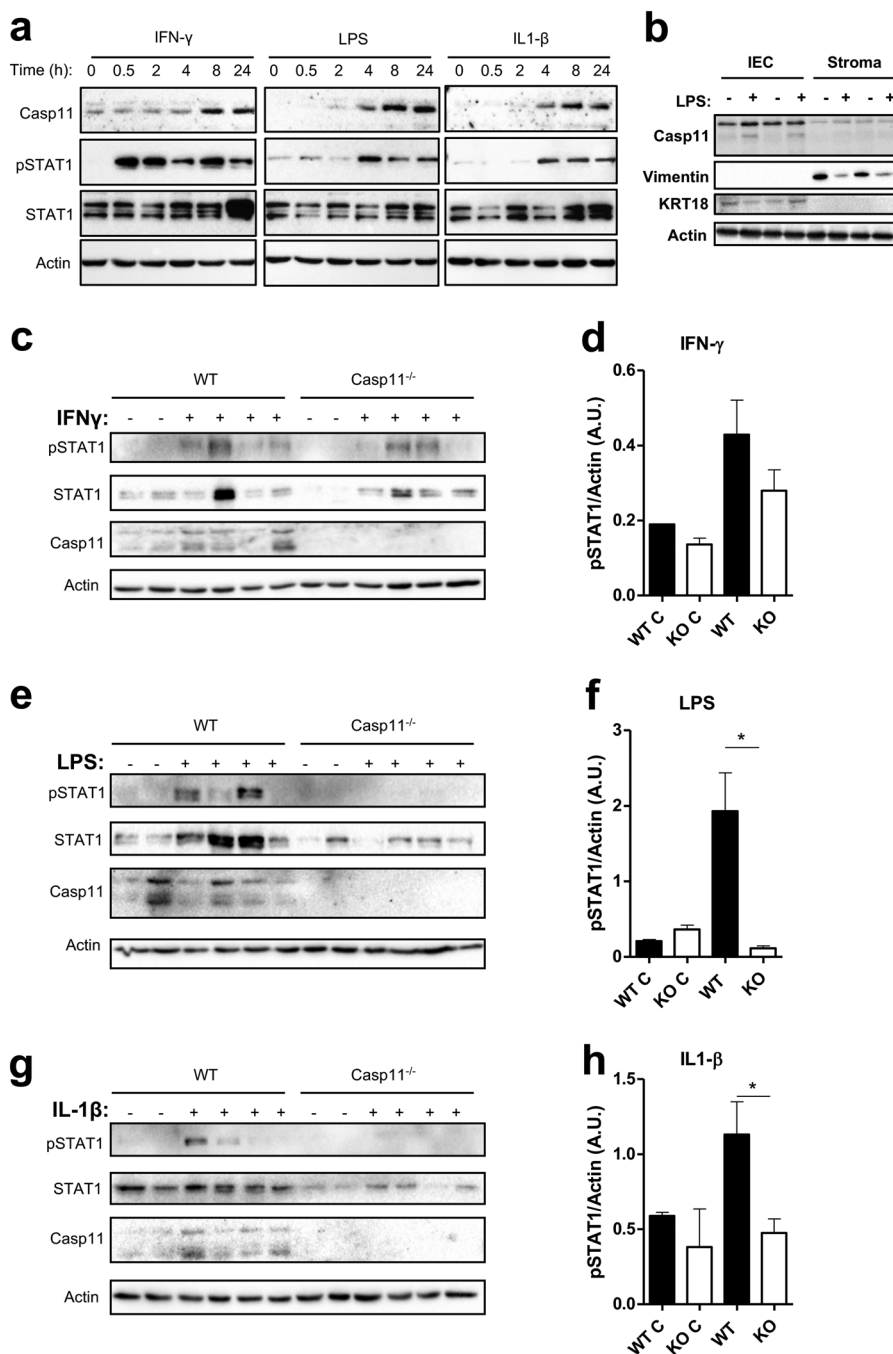 a
IFN-γ LPS IL1-β
Time (h): 0 0.5 2 4 8 24 0 0.5 2 4 8 24 0 0.5 2 4 8 24
Casp11
pSTAT1
STAT1
Actin
b
IEC Stroma
LPS: - + - + - + - +
Casp11
Vimentin
KRT18
Actin
c
WT Casp11-/-
IFNγ: - - + + + + - - + + + +
pSTAT1
STAT1
Casp11
Actin
d
IFN-γ
pSTAT1/Actin (A.U.)
0.6
0.4
0.2
0.0
WT C KO C WT KO
e
WT Casp11-/-
LPS: - - + + + + - - + + + +
pSTAT1
STAT1
Casp11
Actin
f
LPS
pSTAT1/Actin (A.U.)
3
2
1
0
*
WT C KO C WT KO
g
WT Casp11-/-
IL-1β: - - + + + + - - + + + +
pSTAT1
STAT1
Casp11
Actin
h
IL1-β
pSTAT1/Actin (A.U.)
1.5
1.0
0.5
0.0
*
WT C KO C WT KO